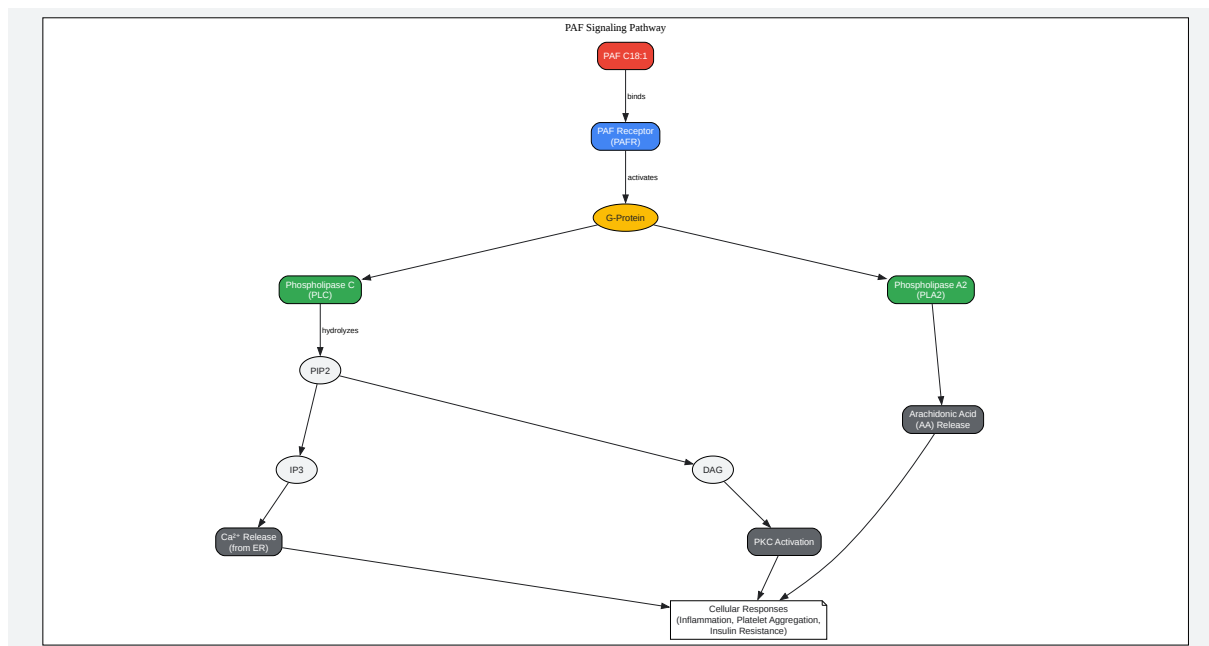 PAF Signaling Pathway
PAF C18:1
binds
PAF Receptor
(PAFR)
activates
G-Protein
Phospholipase C
(PLC)
Phospholipase A2
(PLA2)
hydrolyzes
PIP2
Arachidonic Acid
(AA) Release
IP3
DAG
Ca²⁺ Release
(from ER)
PKC Activation
Cellular Responses
(Inflammation, Platelet Aggregation,
Insulin Resistance)